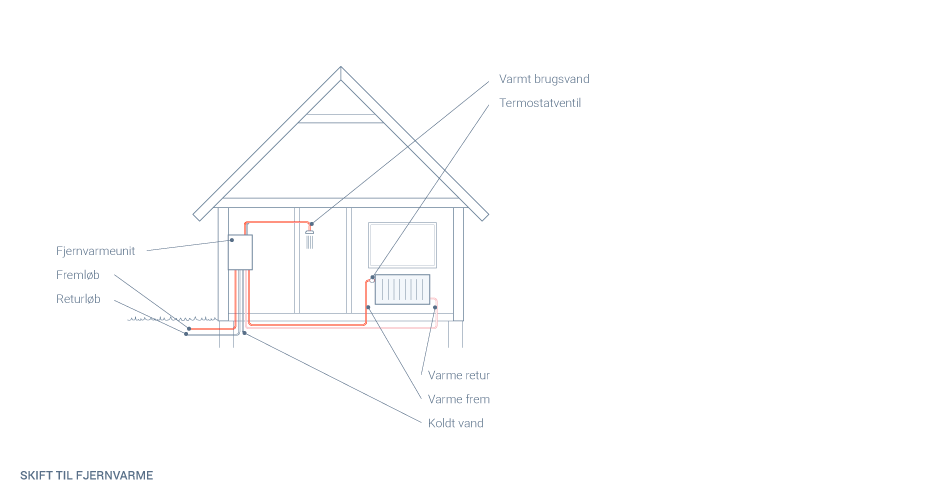 Varmt brugsvand
Termostatventil
Fjernvarmeunit
Fremløb
Returløb
Varme retur
Varme frem
Koldt vand
SKIFT TIL FJERNVARME